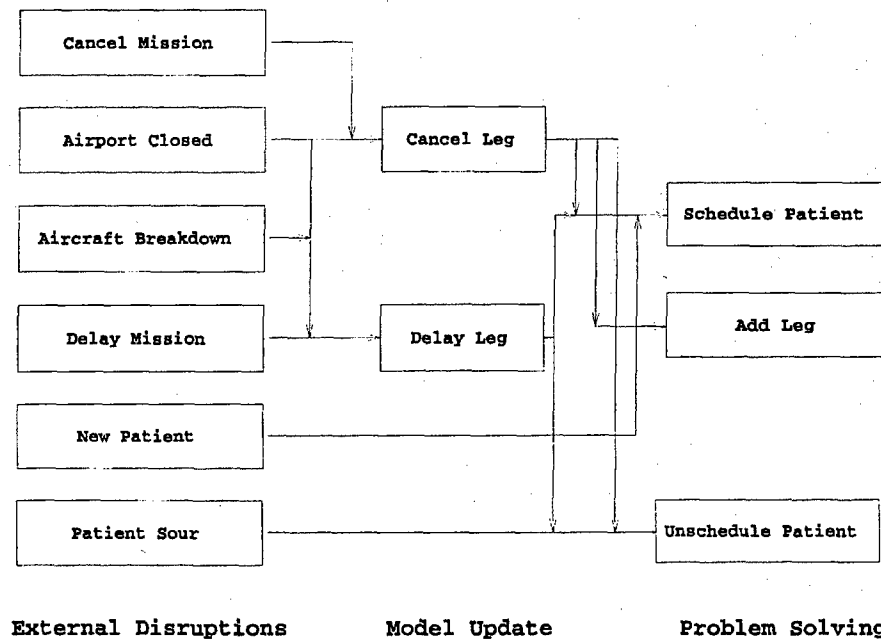 Cancel Mission
Airport Closed
Cancel Leg
Aircraft Breakdown
Schedule Patient
Delay Mission
Delay Leg
Add Leg
New Patient
Patient Sour
Unschedule Patient
External Disruptions
Model Update
Problem Solving